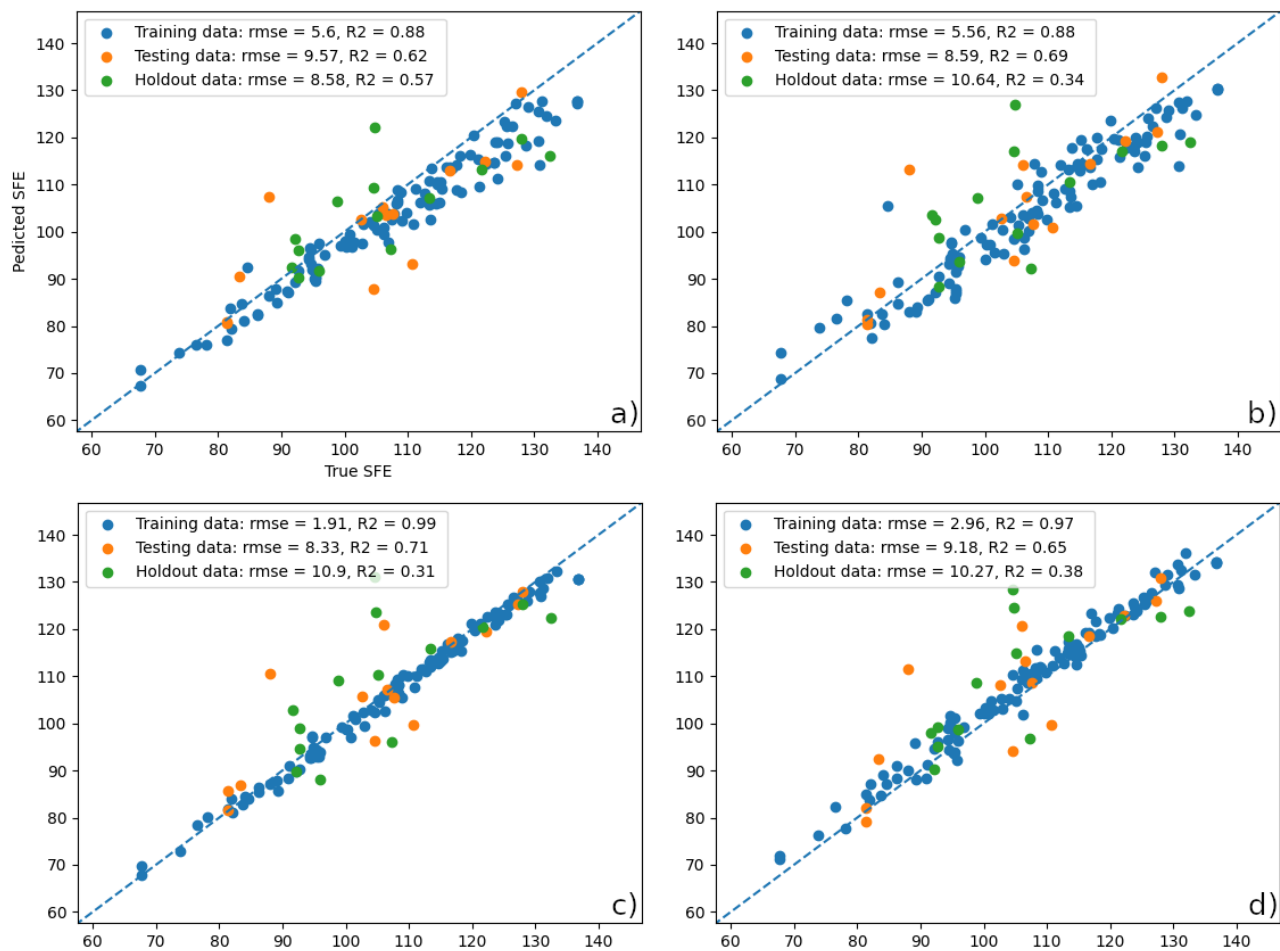 Training data: rmse = 5.6, R2 = 0.88
Testing data: rmse = 9.57, R2 = 0.62
Holdout data: rmse = 8.58, R2 = 0.57
140
130
120
110
100
90
80
70
60
Pedicted SFE
a)
60 70 80 90 100 110 120 130 140
True SFE
Training data: rmse = 5.56, R2 = 0.88
Testing data: rmse = 8.59, R2 = 0.69
Holdout data: rmse = 10.64, R2 = 0.34
140
130
120
110
100
90
80
70
60
b)
60 70 80 90 100 110 120 130 140
Training data: rmse = 1.91, R2 = 0.99
Testing data: rmse = 8.33, R2 = 0.71
Holdout data: rmse = 10.9, R2 = 0.31
140
130
120
110
100
90
80
70
60
c)
60 70 80 90 100 110 120 130 140
Training data: rmse = 2.96, R2 = 0.97
Testing data: rmse = 9.18, R2 = 0.65
Holdout data: rmse = 10.27, R2 = 0.38
140
130
120
110
100
90
80
70
60
d)
60 70 80 90 100 110 120 130 140